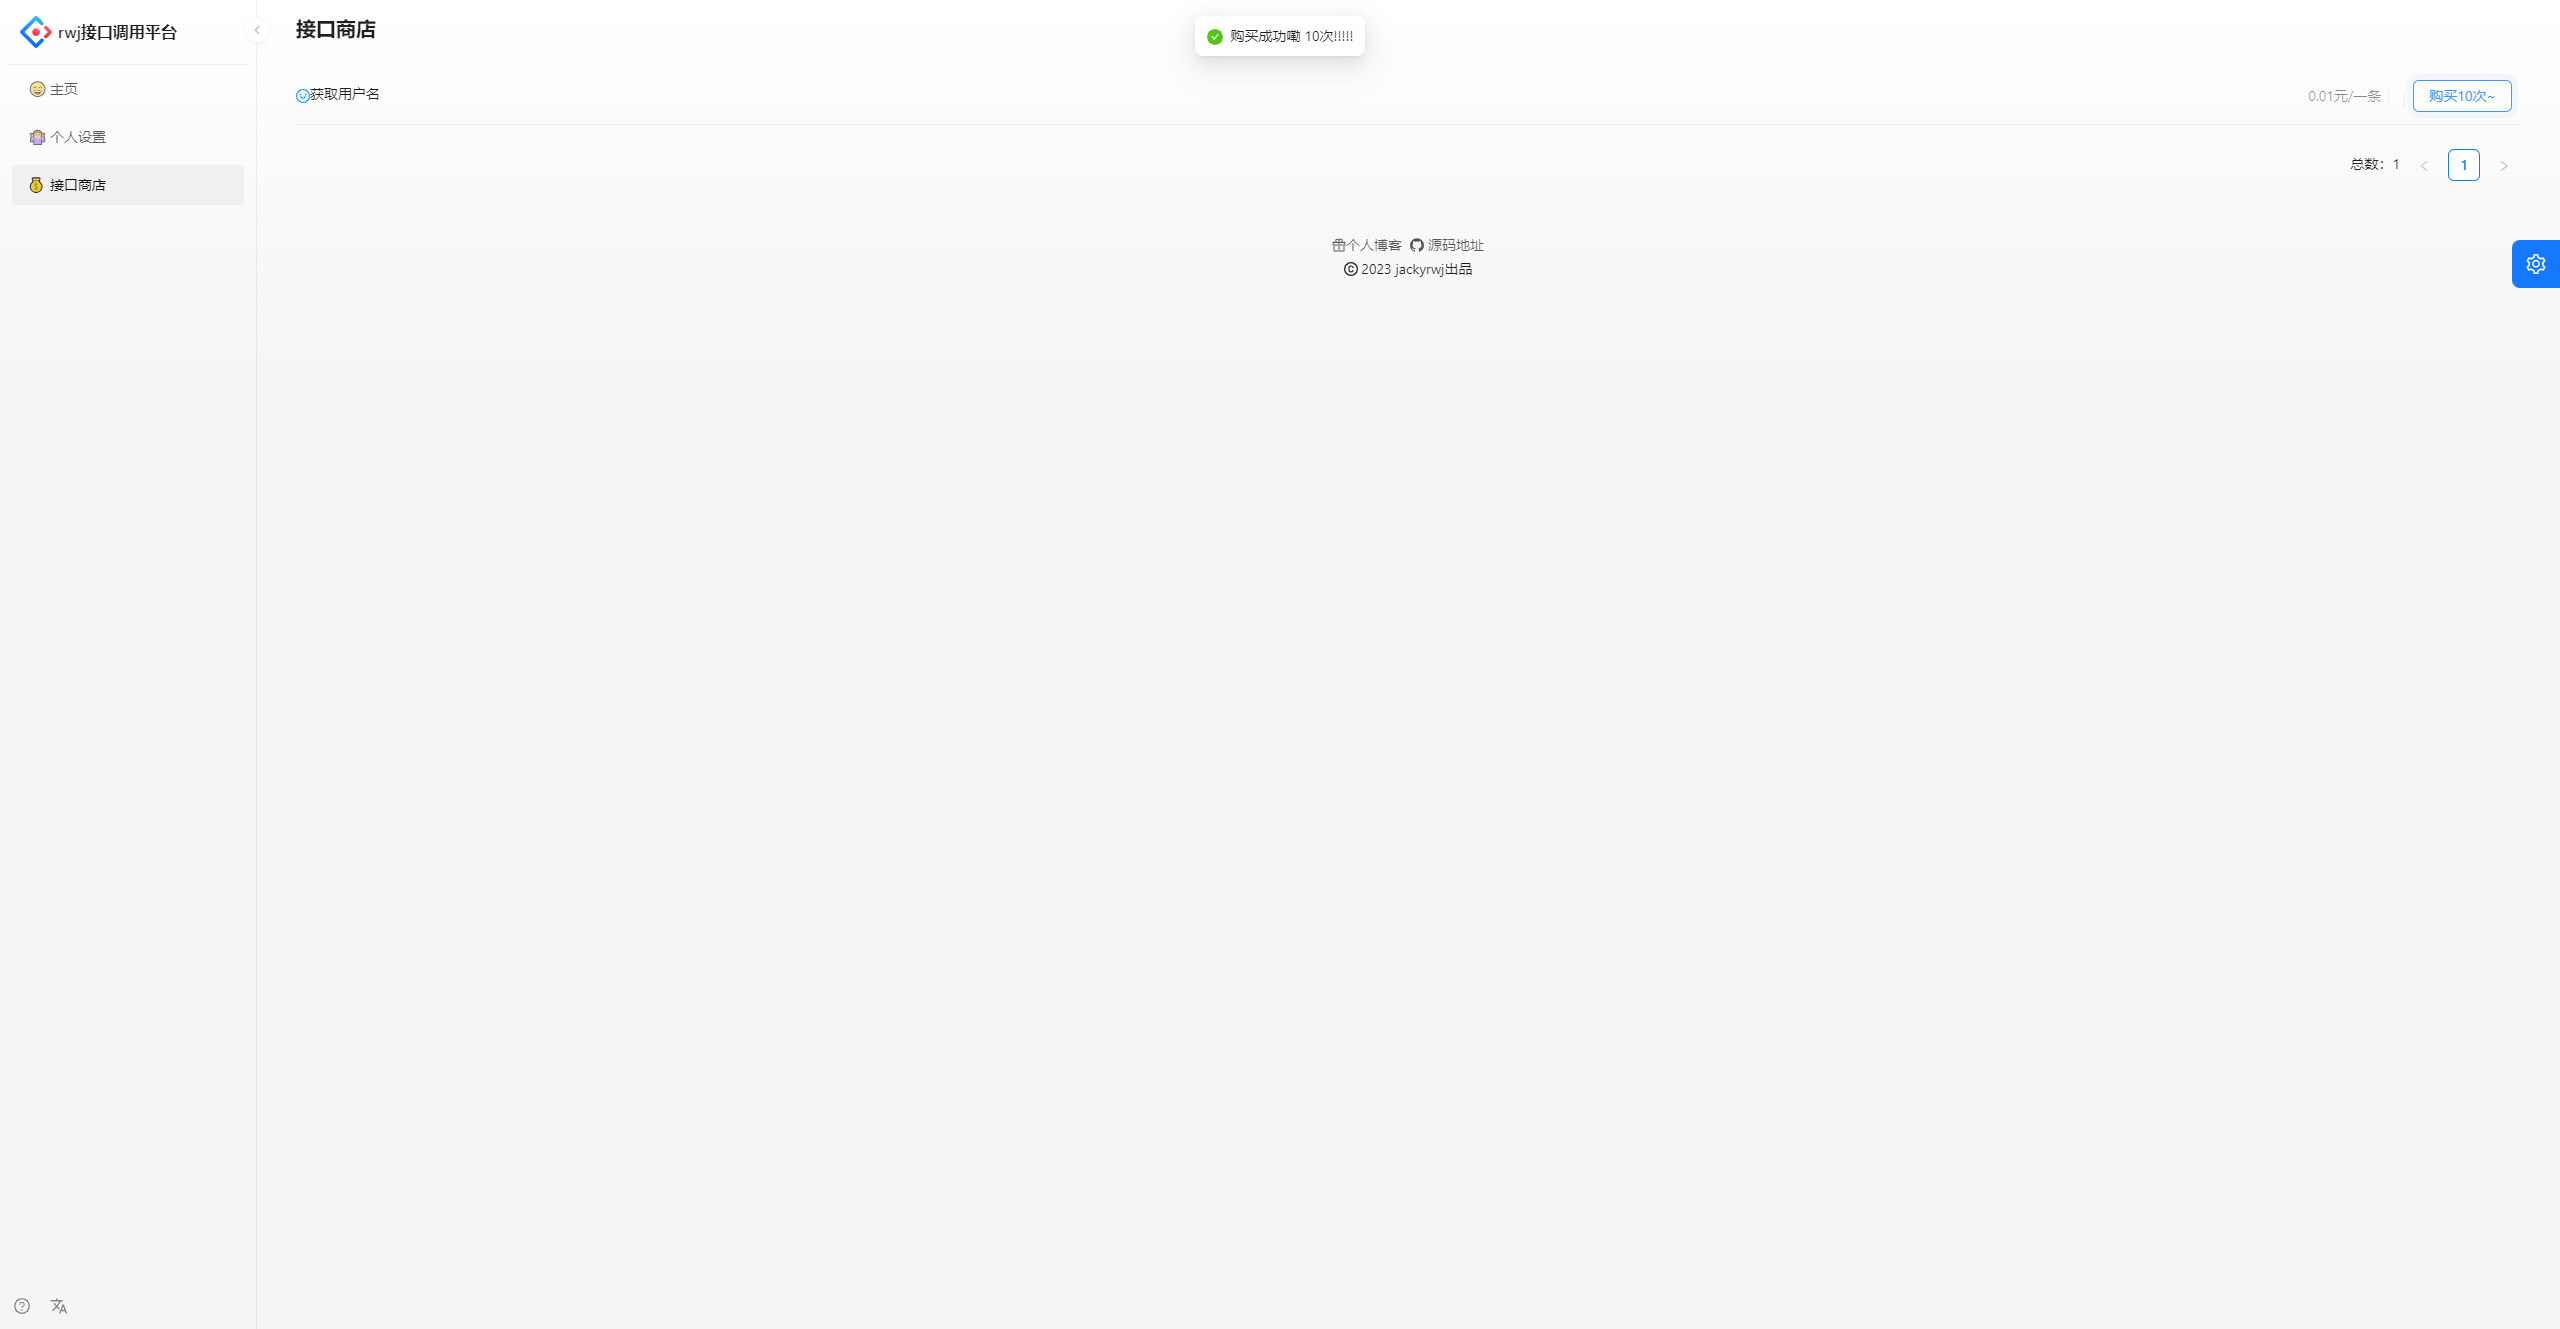 rwj接口调用平台
主页
个人设置
接口商店
接口商店
购买成功嘞 10次!!!!!
获取用户名
0.01元/一条
购买10次~
总数：1
1
个人博客 源码地址
© 2023 jackyrwj出品